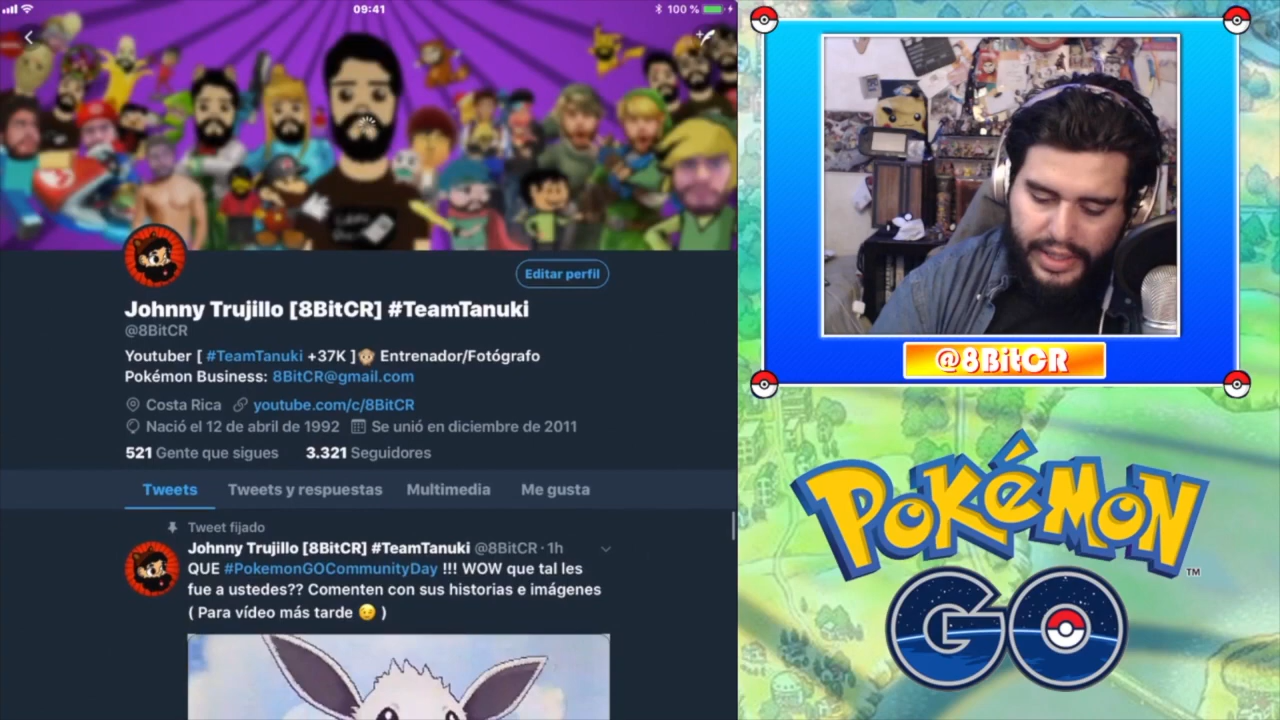 09:41
100 %
Editar perfil
Johnny Trujillo [8BitCR] #TeamTanuki
@8BitCR
Youtuber [ #TeamTanuki +37K ]🙊 Entrenador/Fotógrafo
Pokémon Business: 8BitCR@gmail.com
Costa Rica youtube.com/c/8BitCR
Nació el 12 de abril de 1992 Se unió en diciembre de 2011
521 Gente que sigues 3.321 Seguidores
Tweets Tweets y respuestas Multimedia Me gusta
Tweet fijado
Johnny Trujillo [8BitCR] #TeamTanuki @8BitCR · 1h
QUE #PokemonGOCommunityDay !!! WOW que tal les
fue a ustedes?? Comenten con sus historias e imágenes
( Para vídeo más tarde 😉 )
@8BitCR
POKéMON
TM
GO